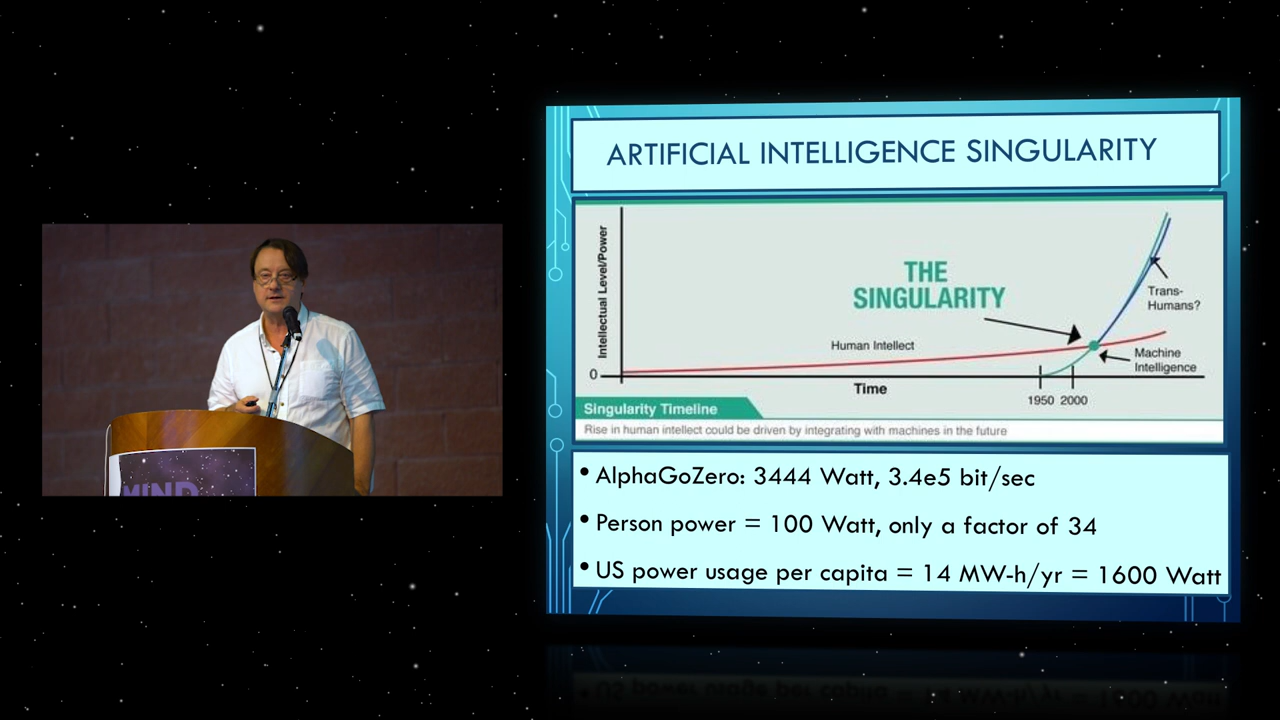 ARTIFICIAL INTELLIGENCE SINGULARITY
Intellectual Level/Power
THE
SINGULARITY
Trans-
Humans?
Human Intellect
Machine
Intelligence
0
Time
1950 2000
Singularity Timeline
Rise in human intellect could be driven by integrating with machines in the future
• AlphaGoZero: 3444 Watt, 3.4e5 bit/sec
• Person power = 100 Watt, only a factor of 34
• US power usage per capita = 14 MW-h/yr = 1600 Watt
MIND